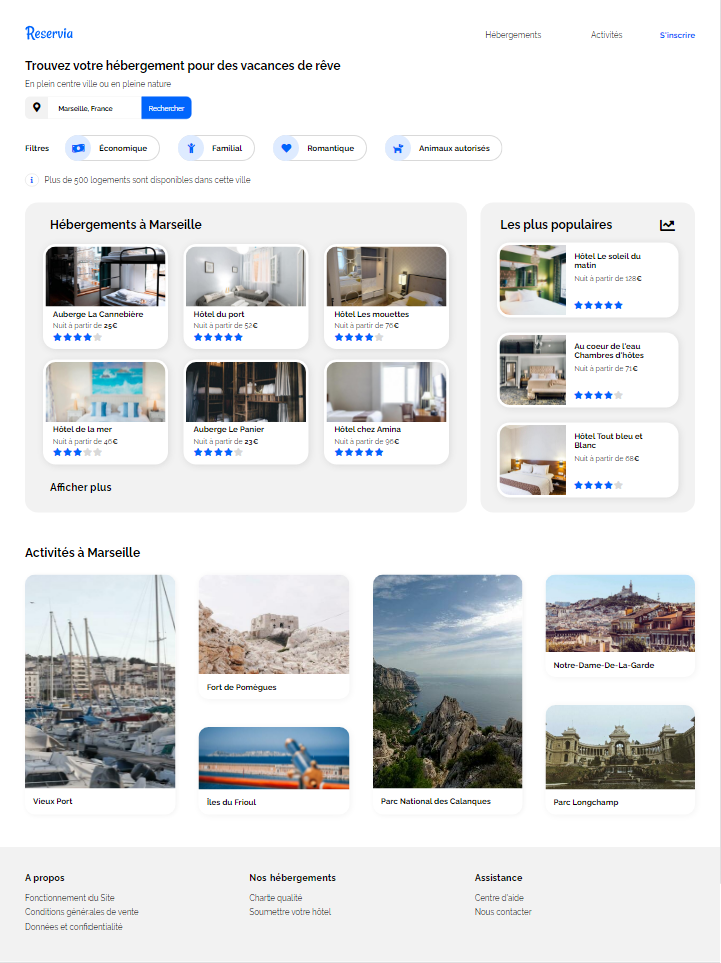 Reservia
Hébergements
Activités
S'inscrire
Trouvez votre hébergement pour des vacances de rêve
En plein centre ville ou en pleine nature
Marseille, France
Rechercher
Filtres
Économique
Familial
Romantique
Animaux autorisés
Plus de 500 logements sont disponibles dans cette ville
Hébergements à Marseille
Auberge La Cannebière
Nuit à partir de 25€
Hôtel du port
Nuit à partir de 52€
Hôtel Les mouettes
Nuit à partir de 76€
Hôtel de la mer
Nuit à partir de 46€
Auberge Le Panier
Nuit à partir de 23€
Hôtel chez Amina
Nuit à partir de 96€
Afficher plus
Les plus populaires
Hôtel Le soleil du
matin
Nuit à partir de 128€
Au coeur de l'eau
Chambres d'hôtes
Nuit à partir de 71€
Hôtel Tout bleu et
Blanc
Nuit à partir de 68€
Activités à Marseille
Vieux Port
Fort de Pomègues
Îles du Frioul
Parc National des Calanques
Notre-Dame-De-La-Garde
Parc Longchamp
A propos
Fonctionnement du Site
Conditions générales de vente
Données et confidentialité
Nos hébergements
Charte qualité
Soumettre votre hôtel
Assistance
Centre d'aide
Nous contacter